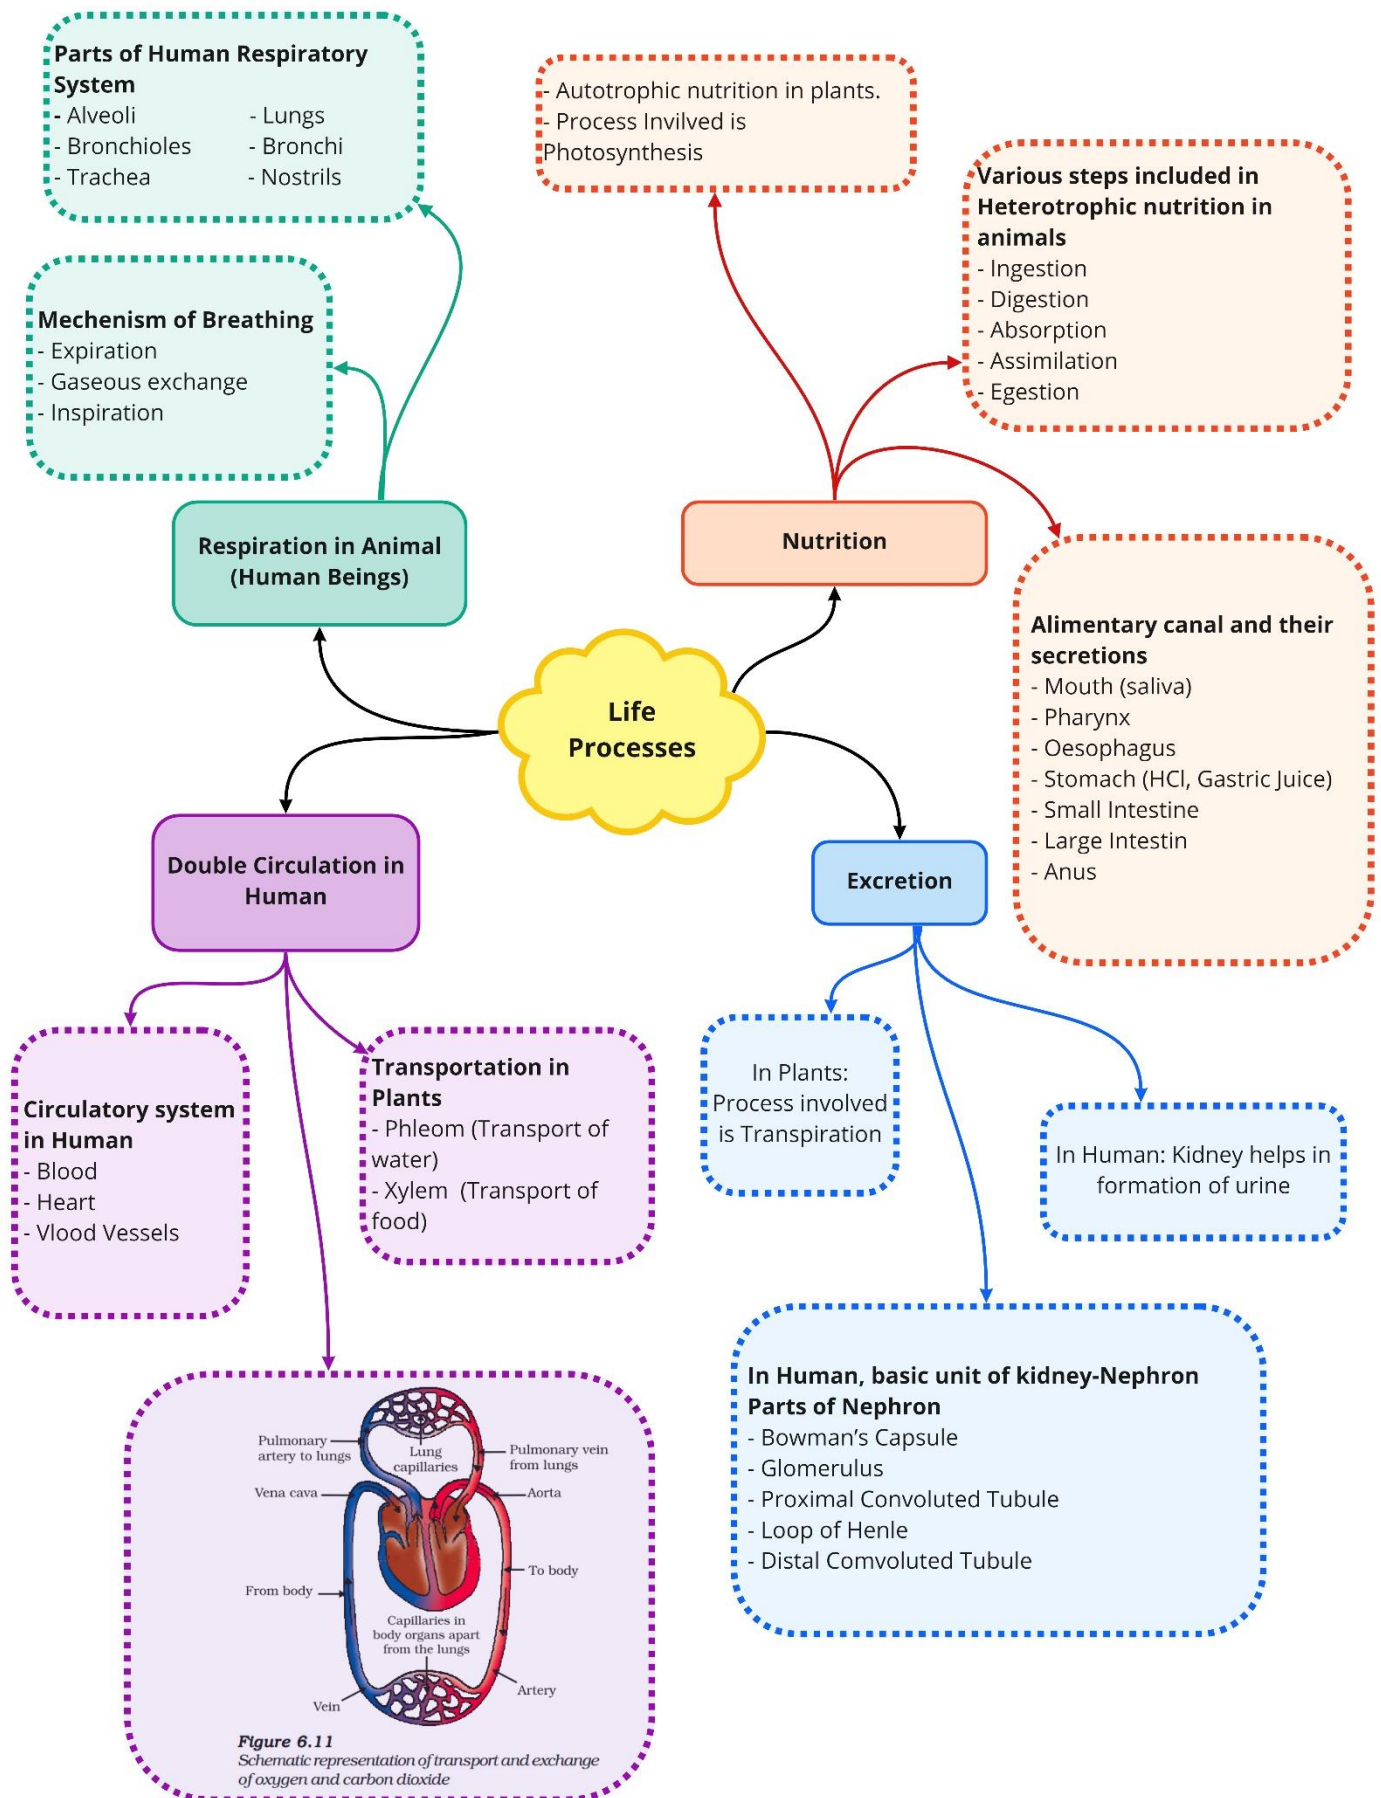 Parts of Human Respiratory
System
- Alveoli - Lungs
- Bronchioles - Bronchi
- Trachea - Nostrils
- Autotrophic nutrition in plants.
- Process Invilved is
Photosynthesis
Various steps included in
Heterotrophic nutrition in
animals
- Ingestion
- Digestion
- Absorption
- Assimilation
- Egestion
Mechenism of Breathing
- Expiration
- Gaseous exchange
- Inspiration
Respiration in Animal
(Human Beings)
Nutrition
Alimentary canal and their
secretions
- Mouth (saliva)
- Pharynx
- Oesophagus
- Stomach (HCl, Gastric Juice)
- Small Intestine
- Large Intestin
- Anus
Life
Processes
Double Circulation in
Human
Excretion
Circulatory system
in Human
- Blood
- Heart
- Vlood Vessels
Transportation in
Plants
- Phleom (Transport of
water)
- Xylem  (Transport of
food)
In Plants:
Process involved
is Transpiration
In Human: Kidney helps in
formation of urine
In Human, basic unit of kidney-Nephron
Parts of Nephron
- Bowman's Capsule
- Glomerulus
- Proximal Convoluted Tubule
- Loop of Henle
- Distal Comvoluted Tubule
Pulmonary
artery to lungs
Lung
capillaries
Pulmonary vein
from lungs
Vena cava
Aorta
To body
From body
Capillaries in
body organs apart
from the lungs
Artery
Vein
Figure 6.11
Schematic representation of transport and exchange
of oxygen and carbon dioxide